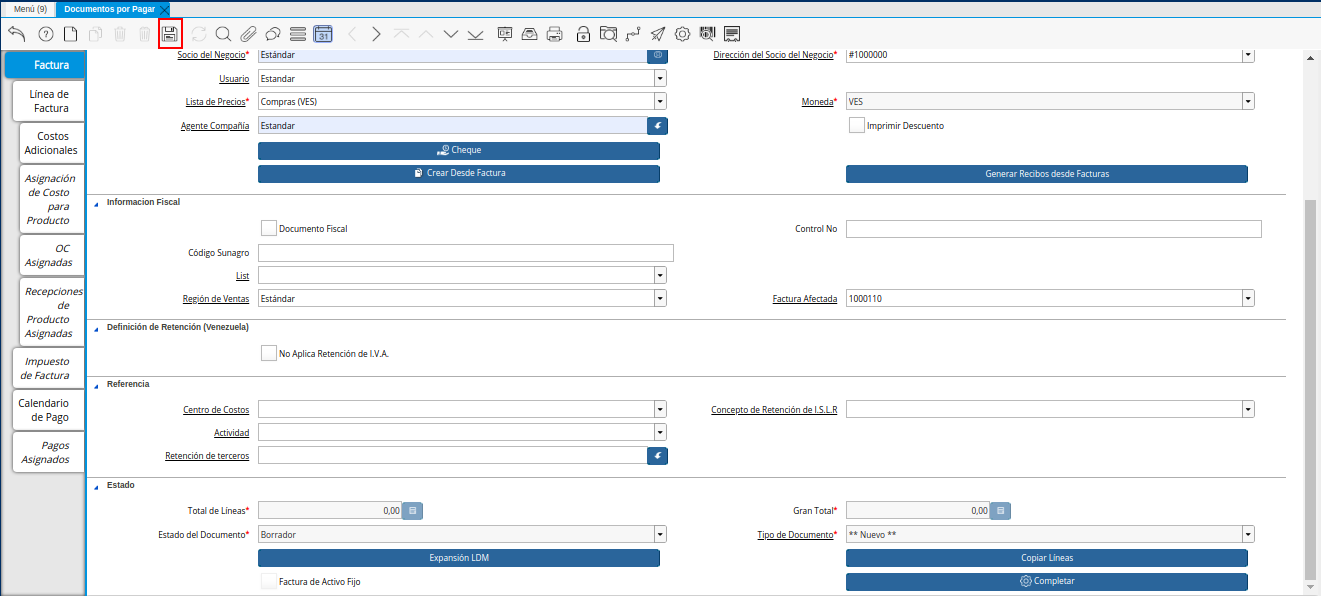 Menú (9) Documentos por Pagar
31
Factura
Línea de
Factura
Costos
Adicionales
Asignación
de Costo
para
Producto
OC
Asignadas
Recepciones
de
Producto
Asignadas
Impuesto
de Factura
Calendario
de Pago
Pagos
Asignados
Socio del Negocio* Estándar Dirección del Socio del Negocio* #1000000
Usuario Estandar
Lista de Precios* Compras (VES) Moneda* VES
Agente Compañía Estandar Imprimir Descuento
Cheque
Crear Desde Factura Generar Recibos desde Facturas
Informacion Fiscal
Documento Fiscal Control No
Código Sunagro
List
Región de Ventas Estándar Factura Afectada 1000110
Definición de Retención (Venezuela)
No Aplica Retención de I.V.A.
Referencia
Centro de Costos Concepto de Retención de I.S.L.R
Actividad
Retención de terceros
Estado
Total de Líneas* 0,00 Gran Total* 0,00
Estado del Documento* Borrador Tipo de Documento* ** Nuevo **
Expansión LDM Copiar Líneas
Factura de Activo Fijo Completar